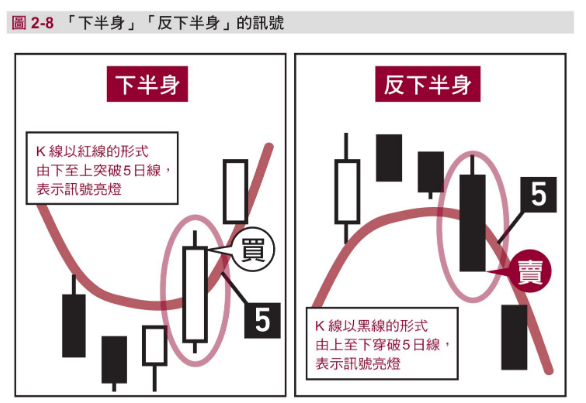 圖 2-8 「下半身」「反下半身」的訊號
下半身
K 線以紅線的形式
由下至上突破5日線，
表示訊號亮燈
買
5
反下半身
5
賣
K 線以黑線的形式
由上至下穿破5日線，
表示訊號亮燈